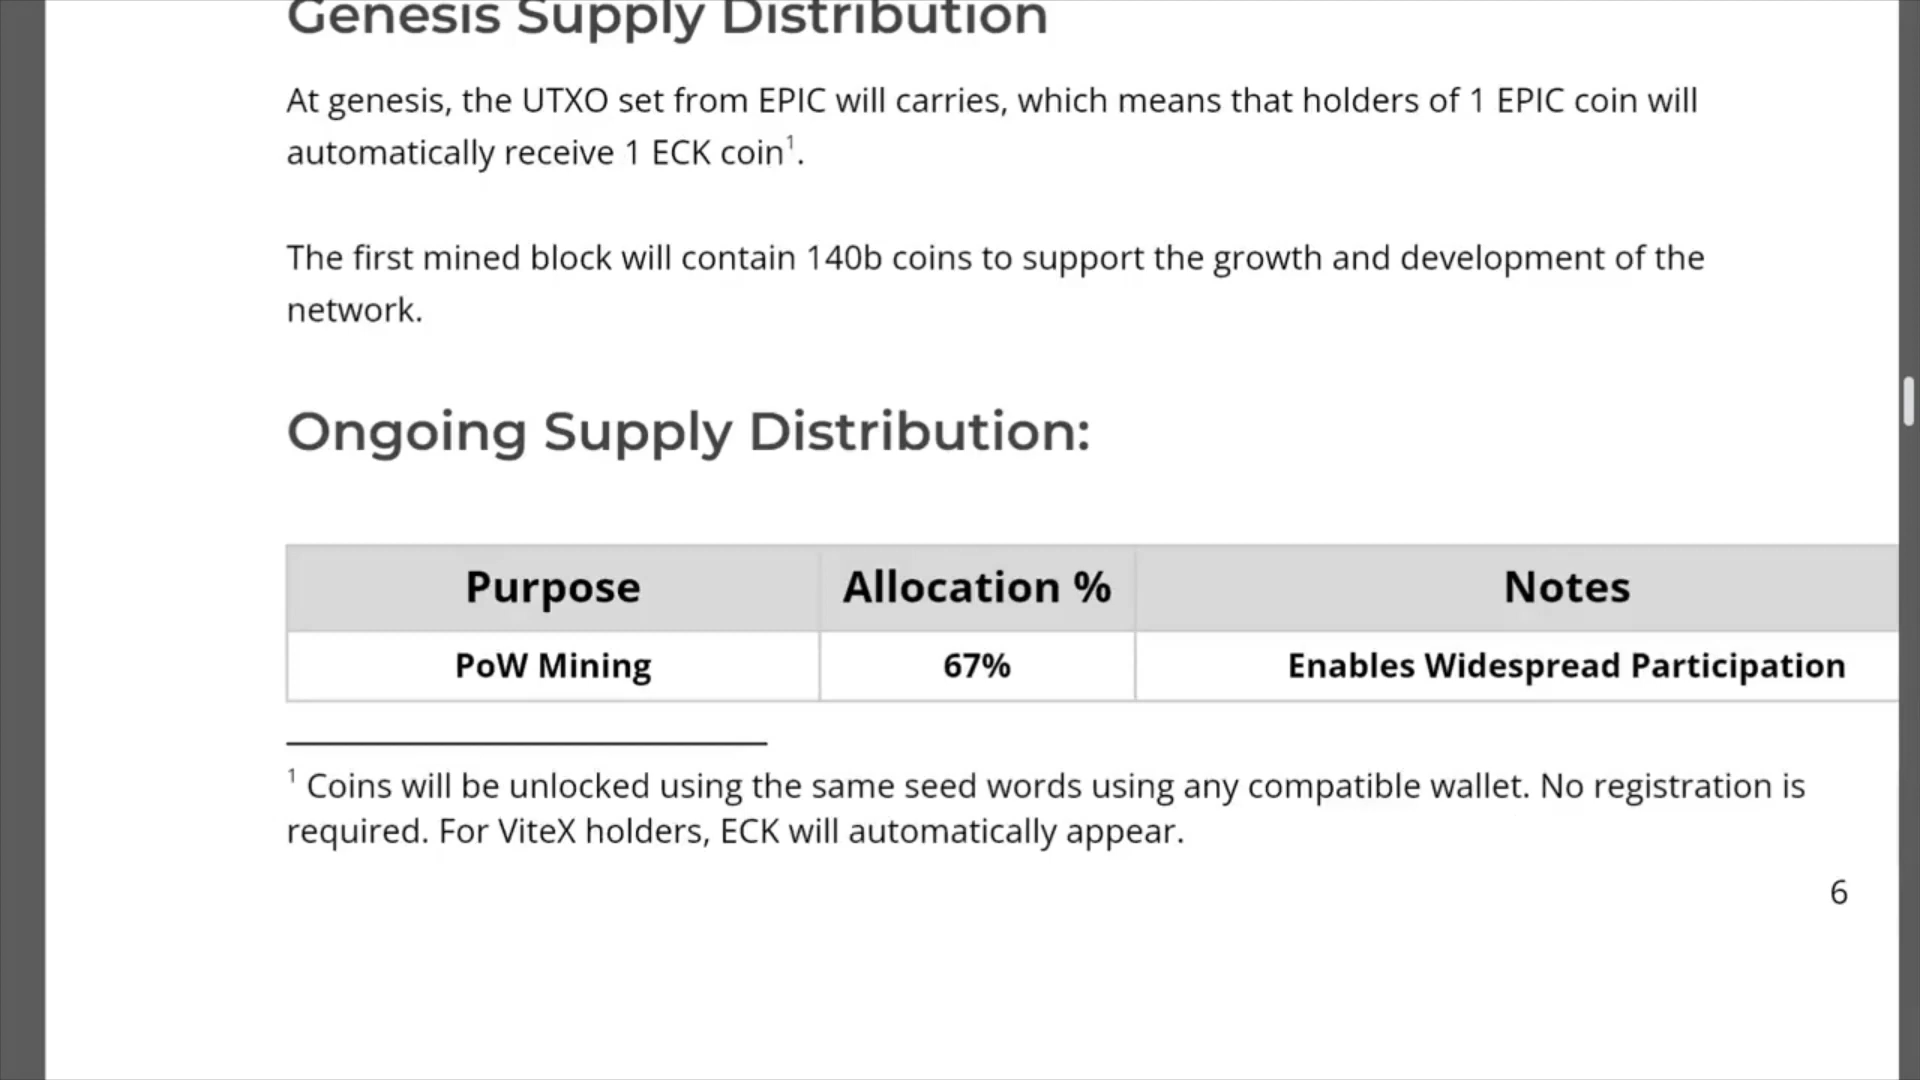 Genesis Supply Distribution
At genesis, the UTXO set from EPIC will carries, which means that holders of 1 EPIC coin will
automatically receive 1 ECK coin¹.
The first mined block will contain 140b coins to support the growth and development of the
network.
Ongoing Supply Distribution:
Purpose Allocation % Notes
PoW Mining 67% Enables Widespread Participation
¹ Coins will be unlocked using the same seed words using any compatible wallet. No registration is
required. For ViteX holders, ECK will automatically appear.
6